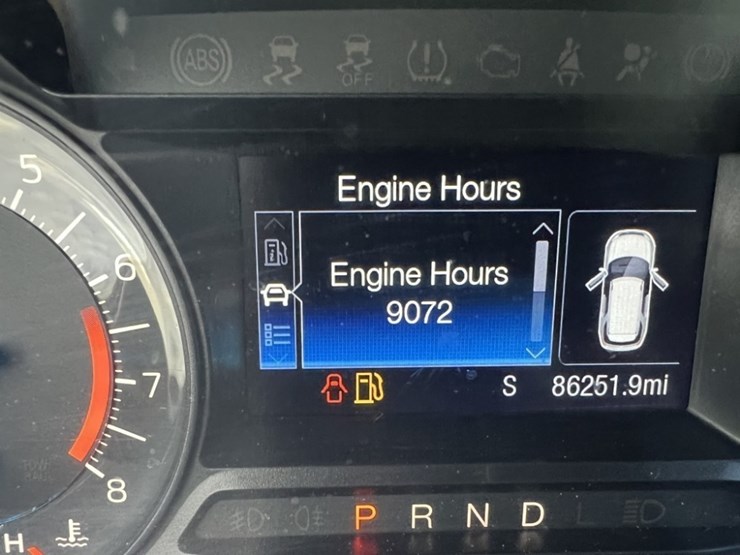 ABS
OFF
5
6
7
8
H
Engine Hours
Engine Hours
9072
S 86251.9mi
P R N D L